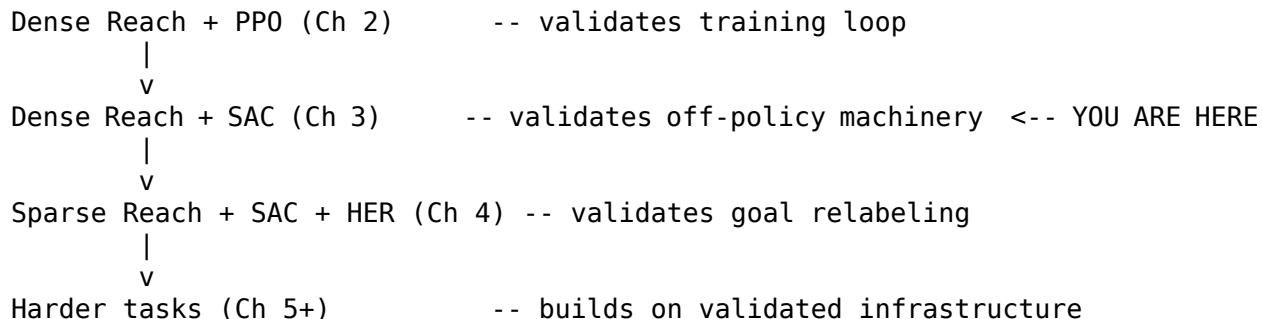 Dense Reach + PPO (Ch 2)       -- validates training loop
         |
         v
Dense Reach + SAC (Ch 3)     -- validates off-policy machinery  <-- YOU ARE HERE
         |
         v
Sparse Reach + SAC + HER (Ch 4) -- validates goal relabeling
         |
         v
Harder tasks (Ch 5+)           -- builds on validated infrastructure